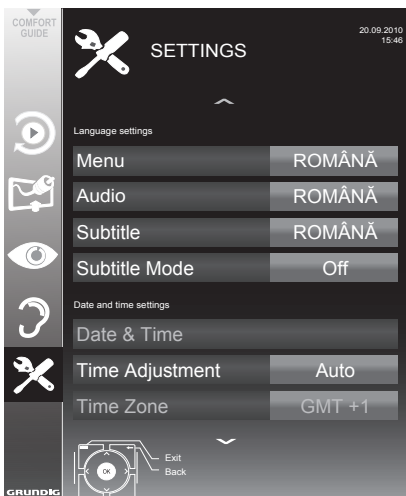 COMFORT
GUIDE
SETTINGS
20.09.2010
15:46
Language settings
Menu ROMÂNĂ
Audio ROMÂNĂ
Subtitle ROMÂNĂ
Subtitle Mode Off
Date and time settings
Date & Time
Time Adjustment Auto
Time Zone GMT +1
Exit
OK Back
GRUNDIG